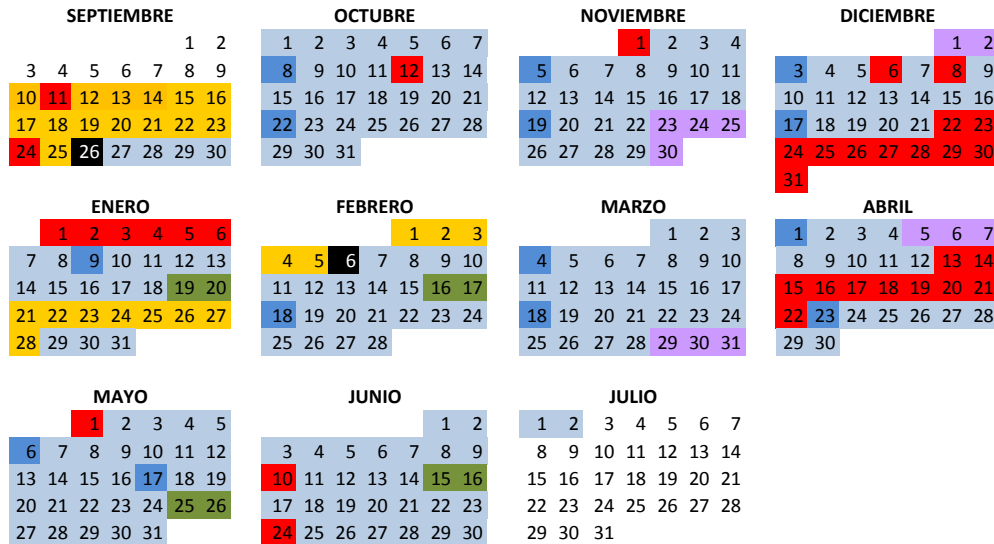 SEPTIEMBRE
1 2
3 4 5 6 7 8 9
10 11 12 13 14 15 16
17 18 19 20 21 22 23
24 25 26 27 28 29 30
OCTUBRE
1 2 3 4 5 6 7
8 9 10 11 12 13 14
15 16 17 18 19 20 21
22 23 24 25 26 27 28
29 30 31
NOVIEMBRE
1 2 3 4
5 6 7 8 9 10 11
12 13 14 15 16 17 18
19 20 21 22 23 24 25
26 27 28 29 30
DICIEMBRE
1 2
3 4 5 6 7 8 9
10 11 12 13 14 15 16
17 18 19 20 21 22 23
24 25 26 27 28 29 30
31
ENERO
1 2 3 4 5 6
7 8 9 10 11 12 13
14 15 16 17 18 19 20
21 22 23 24 25 26 27
28 29 30 31
FEBRERO
1 2 3
4 5 6 7 8 9 10
11 12 13 14 15 16 17
18 19 20 21 22 23 24
25 26 27 28
MARZO
1 2 3
4 5 6 7 8 9 10
11 12 13 14 15 16 17
18 19 20 21 22 23 24
25 26 27 28 29 30 31
ABRIL
1 2 3 4 5 6 7
8 9 10 11 12 13 14
15 16 17 18 19 20 21
22 23 24 25 26 27 28
29 30
MAYO
1 2 3 4 5
6 7 8 9 10 11 12
13 14 15 16 17 18 19
20 21 22 23 24 25 26
27 28 29 30 31
JUNIO
1 2
3 4 5 6 7 8 9
10 11 12 13 14 15 16
17 18 19 20 21 22 23
24 25 26 27 28 29 30
JULIO
1 2 3 4 5 6 7
8 9 10 11 12 13 14
15 16 17 18 19 20 21
22 23 24 25 26 27 28
29 30 31